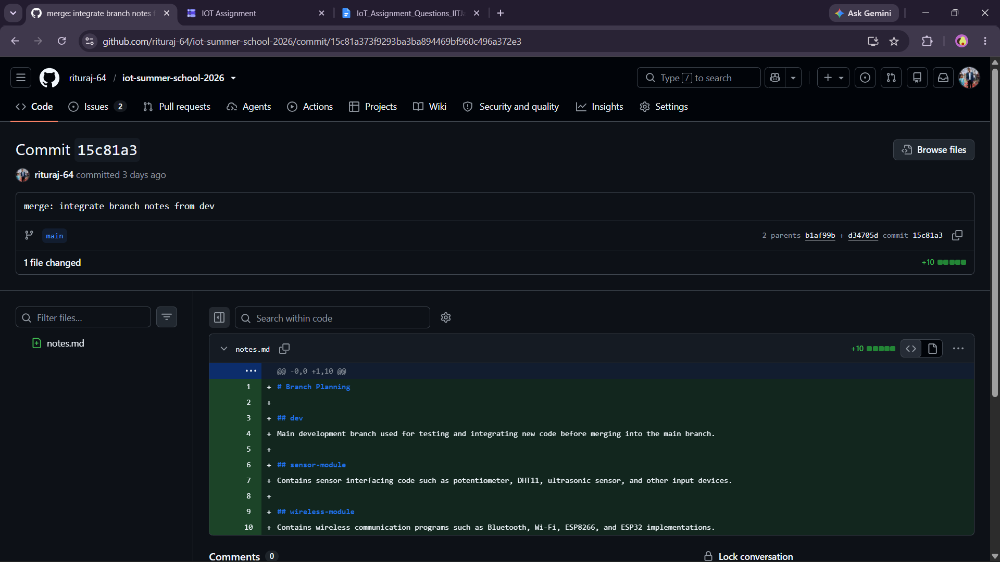 merge: integrate branch notes f
IOT Assignment
IoT_Assignment_Questions_IITJ
Ask Gemini
github.com/rituraj-64/iot-summer-school-2026/commit/15c81a373f9293ba3ba894469bf960c496a372e3
rituraj-64 / iot-summer-school-2026
Type / to search
Code
Issues 2
Pull requests
Agents
Actions
Projects
Wiki
Security and quality
Insights
Settings
Commit 15c81a3
Browse files
rituraj-64 committed 3 days ago
merge: integrate branch notes from dev
main
2 parents b1af99b + d34705d commit 15c81a3
1 file changed
+10
Filter files...
Search within code
notes.md
notes.md
+10
@@ -0,0 +1,10 @@
1 + # Branch Planning
2 +
3 + ## dev
4 + Main development branch used for testing and integrating new code before merging into the main branch.
5 +
6 + ## sensor-module
7 + Contains sensor interfacing code such as potentiometer, DHT11, ultrasonic sensor, and other input devices.
8 +
9 + ## wireless-module
10 + Contains wireless communication programs such as Bluetooth, Wi-Fi, ESP8266, and ESP32 implementations.
Comments 0
Lock conversation